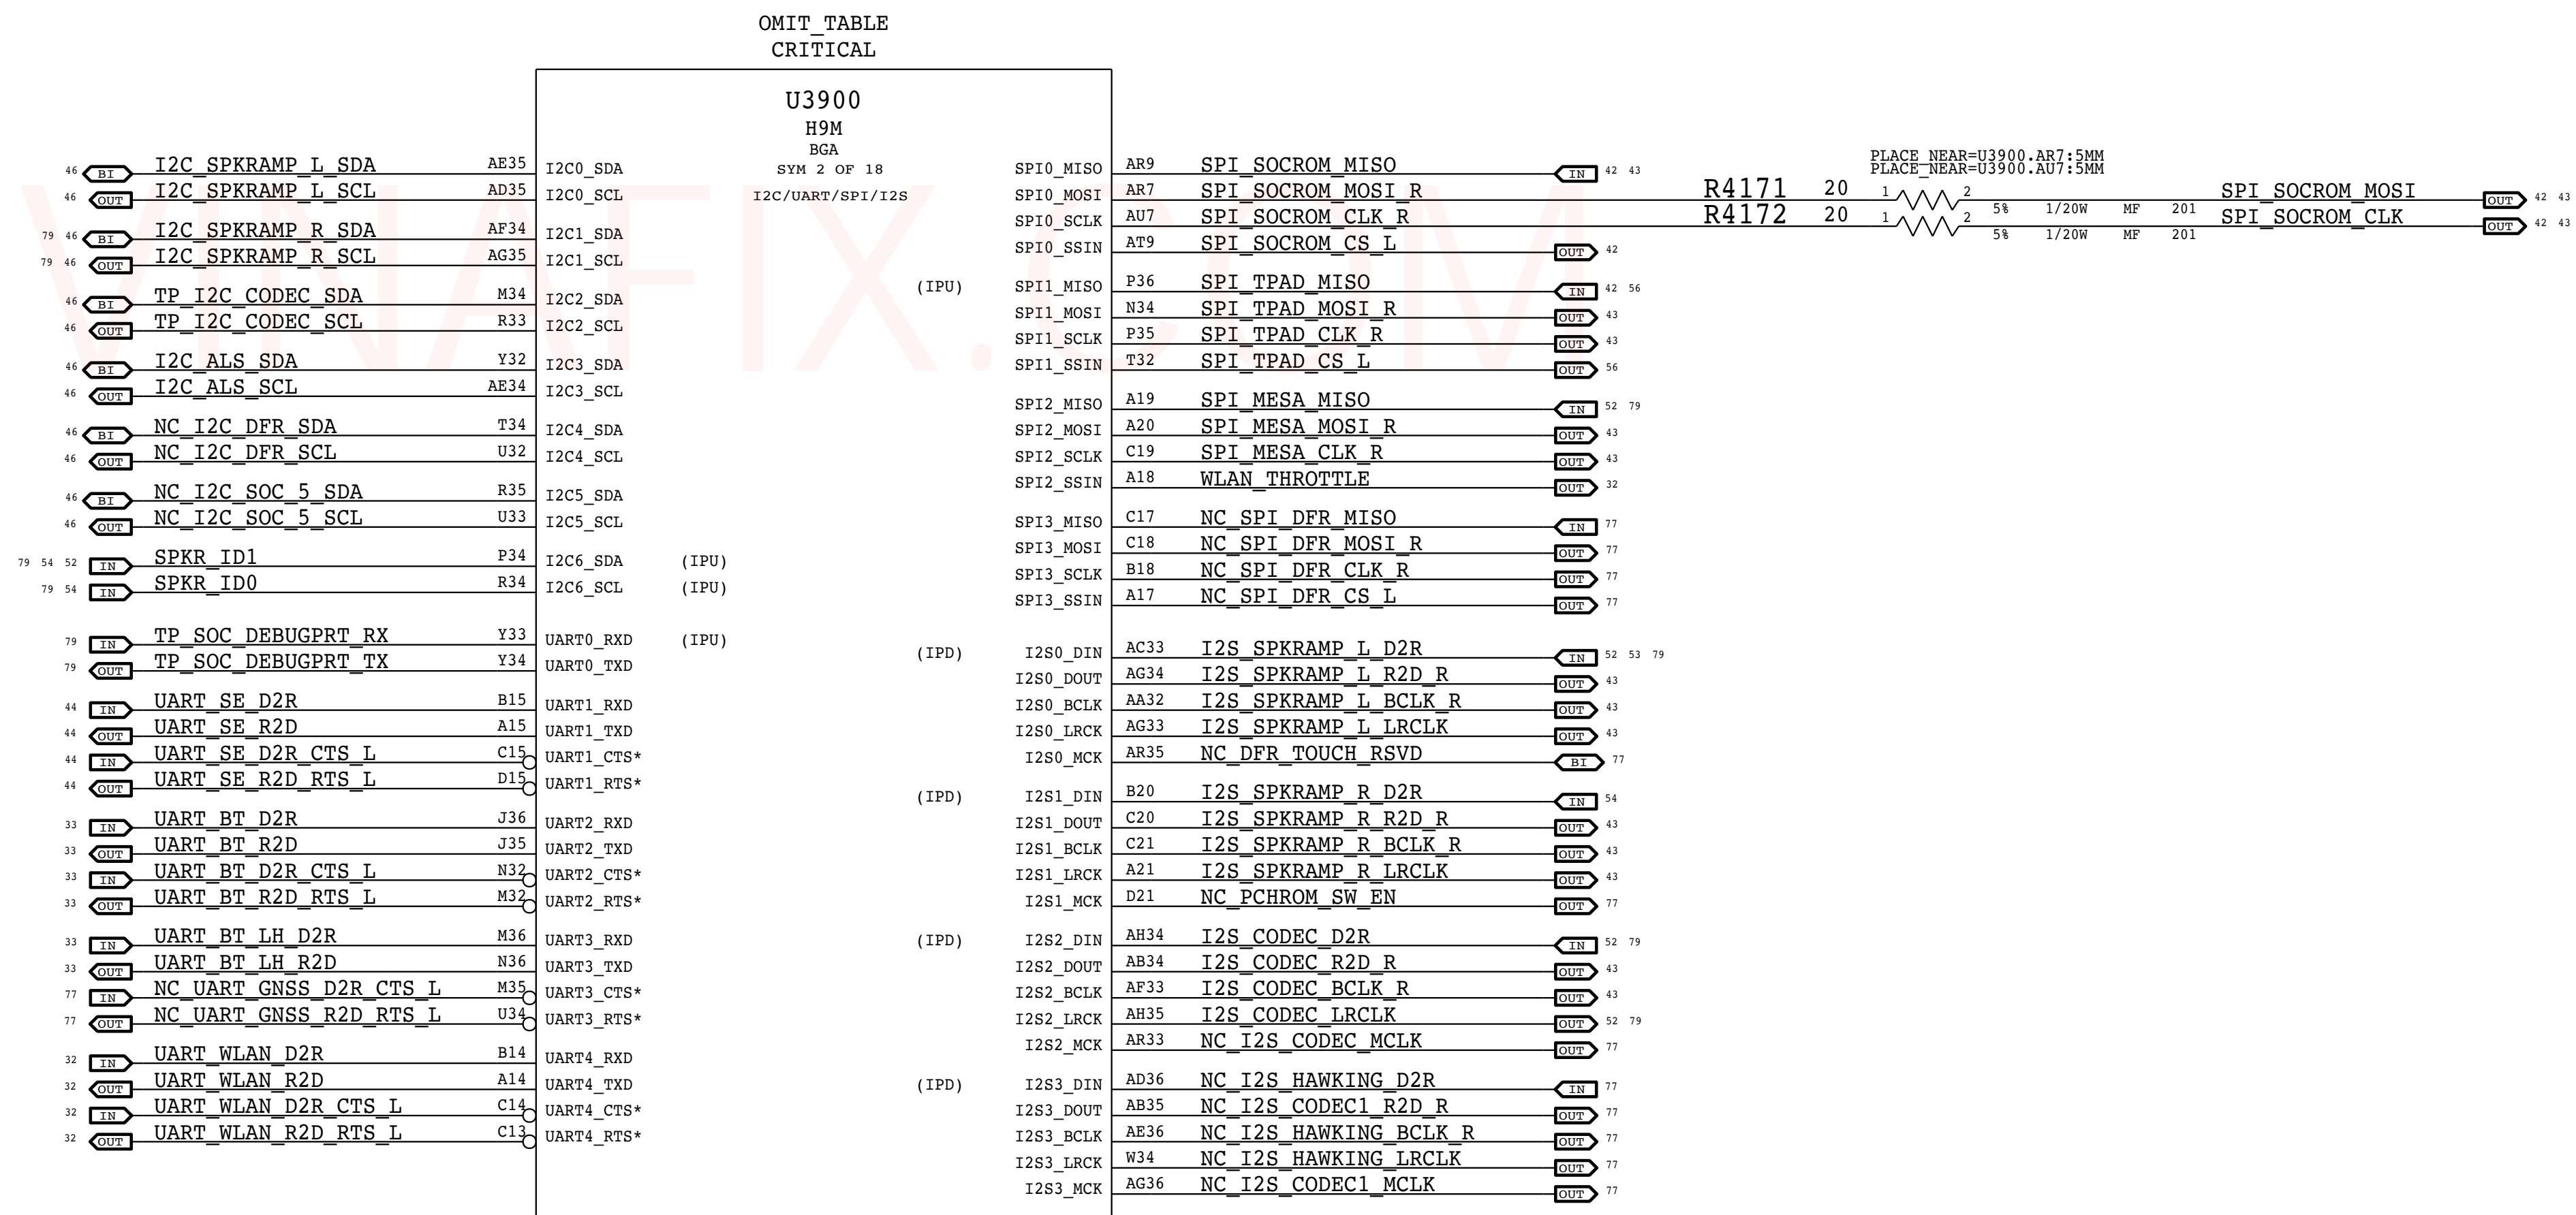 OMIT_TABLE
CRITICAL
U3900
H9M
BGA
SYM 2 OF 18
I2C/UART/SPI/I2S
46 BI I2C_SPKRAMP_L_SDA AE35 I2C0_SDA
46 OUT I2C_SPKRAMP_L_SCL AD35 I2C0_SCL
79 46 BI I2C_SPKRAMP_R_SDA AF34 I2C1_SDA
79 46 OUT I2C_SPKRAMP_R_SCL AG35 I2C1_SCL
46 BI TP_I2C_CODEC_SDA M34 I2C2_SDA
46 OUT TP_I2C_CODEC_SCL R33 I2C2_SCL
46 BI I2C_ALS_SDA Y32 I2C3_SDA
46 OUT I2C_ALS_SCL AE34 I2C3_SCL
46 BI NC_I2C_DFR_SDA T34 I2C4_SDA
46 OUT NC_I2C_DFR_SCL U32 I2C4_SCL
46 BI NC_I2C_SOC_5_SDA R35 I2C5_SDA
46 OUT NC_I2C_SOC_5_SCL U33 I2C5_SCL
79 54 52 IN SPKR_ID1 P34 I2C6_SDA (IPU)
79 54 IN SPKR_ID0 R34 I2C6_SCL (IPU)
79 IN TP_SOC_DEBUGPRT_RX Y33 UART0_RXD (IPU)
79 OUT TP_SOC_DEBUGPRT_TX Y34 UART0_TXD
44 IN UART_SE_D2R B15 UART1_RXD
44 OUT UART_SE_R2D A15 UART1_TXD
44 IN UART_SE_D2R_CTS_L C15 UART1_CTS*
44 OUT UART_SE_R2D_RTS_L D15 UART1_RTS*
33 IN UART_BT_D2R J36 UART2_RXD
33 OUT UART_BT_R2D J35 UART2_TXD
33 IN UART_BT_D2R_CTS_L N32 UART2_CTS*
33 OUT UART_BT_R2D_RTS_L M32 UART2_RTS*
33 IN UART_BT_LH_D2R M36 UART3_RXD
33 OUT UART_BT_LH_R2D N36 UART3_TXD
77 IN NC_UART_GNSS_D2R_CTS_L M35 UART3_CTS*
77 OUT NC_UART_GNSS_R2D_RTS_L U34 UART3_RTS*
32 IN UART_WLAN_D2R B14 UART4_RXD
32 OUT UART_WLAN_R2D A14 UART4_TXD
32 IN UART_WLAN_D2R_CTS_L C14 UART4_CTS*
32 OUT UART_WLAN_R2D_RTS_L C13 UART4_RTS*
SPI0_MISO AR9 SPI_SOCROM_MISO IN 42 43
PLACE_NEAR=U3900.AR7:5MM
PLACE_NEAR=U3900.AU7:5MM
SPI0_MOSI AR7 SPI_SOCROM_MOSI_R R4171 20 1 2 5% 1/20W MF 201 SPI_SOCROM_MOSI OUT 42 43
SPI0_SCLK AU7 SPI_SOCROM_CLK_R R4172 20 1 2 5% 1/20W MF 201 SPI_SOCROM_CLK OUT 42 43
SPI0_SSIN AT9 SPI_SOCROM_CS_L OUT 42
(IPU) SPI1_MISO P36 SPI_TPAD_MISO IN 42 56
SPI1_MOSI N34 SPI_TPAD_MOSI_R OUT 43
SPI1_SCLK P35 SPI_TPAD_CLK_R OUT 43
SPI1_SSIN T32 SPI_TPAD_CS_L OUT 56
SPI2_MISO A19 SPI_MESA_MISO IN 52 79
SPI2_MOSI A20 SPI_MESA_MOSI_R OUT 43
SPI2_SCLK C19 SPI_MESA_CLK_R OUT 43
SPI2_SSIN A18 WLAN_THROTTLE OUT 32
SPI3_MISO C17 NC_SPI_DFR_MISO IN 77
SPI3_MOSI C18 NC_SPI_DFR_MOSI_R OUT 77
SPI3_SCLK B18 NC_SPI_DFR_CLK_R OUT 77
SPI3_SSIN A17 NC_SPI_DFR_CS_L OUT 77
(IPD) I2S0_DIN AC33 I2S_SPKRAMP_L_D2R IN 52 53 79
I2S0_DOUT AG34 I2S_SPKRAMP_L_R2D_R OUT 43
I2S0_BCLK AA32 I2S_SPKRAMP_L_BCLK_R OUT 43
I2S0_LRCK AG33 I2S_SPKRAMP_L_LRCLK OUT 43
I2S0_MCK AR35 NC_DFR_TOUCH_RSVD BI 77
(IPD) I2S1_DIN B20 I2S_SPKRAMP_R_D2R IN 54
I2S1_DOUT C20 I2S_SPKRAMP_R_R2D_R OUT 43
I2S1_BCLK C21 I2S_SPKRAMP_R_BCLK_R OUT 43
I2S1_LRCK A21 I2S_SPKRAMP_R_LRCLK OUT 43
I2S1_MCK D21 NC_PCHROM_SW_EN OUT 77
(IPD) I2S2_DIN AH34 I2S_CODEC_D2R IN 52 79
I2S2_DOUT AB34 I2S_CODEC_R2D_R OUT 43
I2S2_BCLK AF33 I2S_CODEC_BCLK_R OUT 43
I2S2_LRCK AH35 I2S_CODEC_LRCLK OUT 52 79
I2S2_MCK AR33 NC_I2S_CODEC_MCLK OUT 77
(IPD) I2S3_DIN AD36 NC_I2S_HAWKING_D2R IN 77
I2S3_DOUT AB35 NC_I2S_CODEC1_R2D_R OUT 77
I2S3_BCLK AE36 NC_I2S_HAWKING_BCLK_R OUT 77
I2S3_LRCK W34 NC_I2S_HAWKING_LRCLK OUT 77
I2S3_MCK AG36 NC_I2S_CODEC1_MCLK OUT 77
VINAFIX.COM